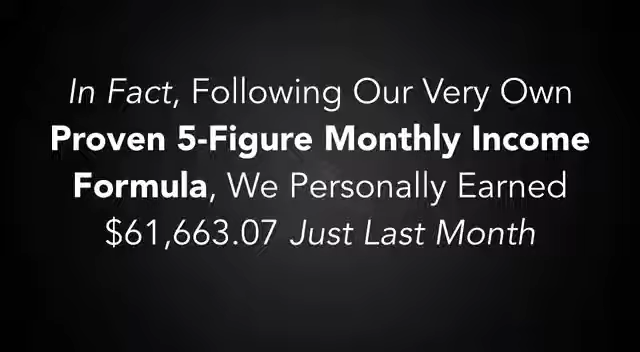 In Fact, Following Our Very Own
Proven 5-Figure Monthly Income
Formula, We Personally Earned
$61,663.07 Just Last Month